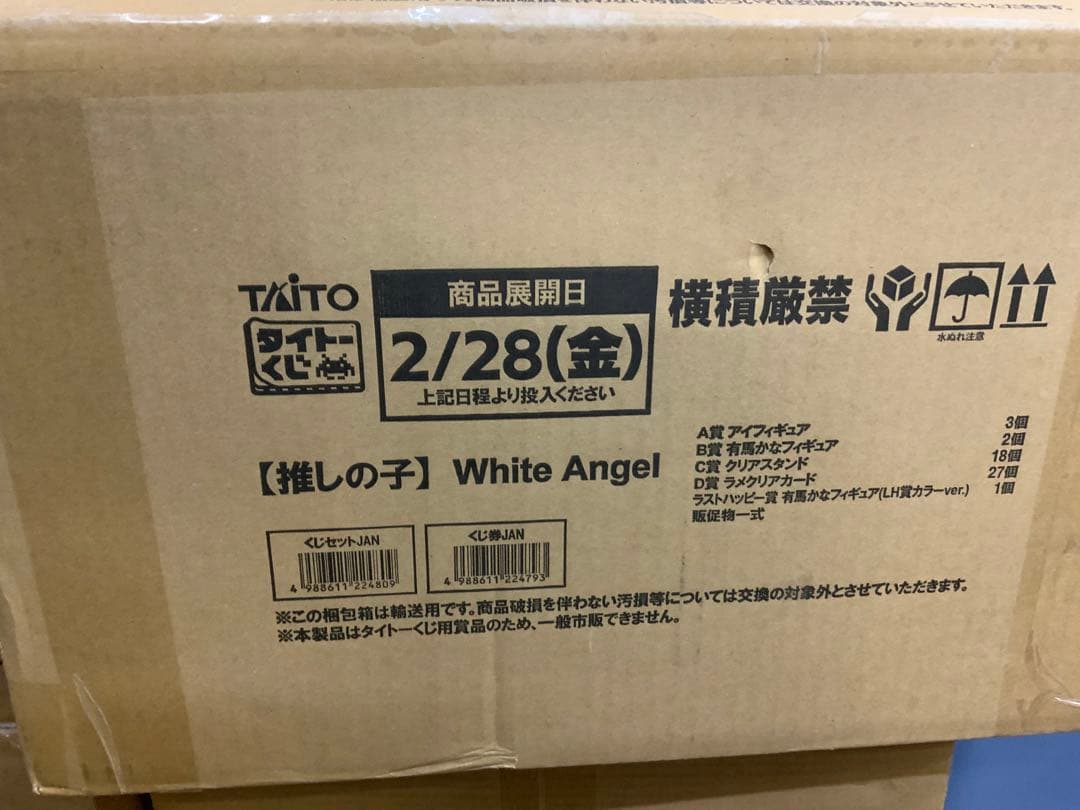 TAITO
タイトーくじ
商品展開日
2/28(金)
上記日程より投入ください
横積厳禁
水ぬれ注意
【推しの子】 White Angel
A賞 アイフィギュア 3個
B賞 有馬かなフィギュア 2個
C賞 クリアスタンド 18個
D賞 ラメクリアカード 27個
ラストハッピー賞 有馬かなフィギュア(LH賞カラーver.) 1個
販促物一式
くじセットJAN
4 988611 224809
くじ券JAN
4 988611 224793
※この梱包箱は輸送用です。商品破損を伴わない汚損等については交換の対象外とさせていただきます。
※本製品はタイトーくじ用賞品のため、一般市販できません。